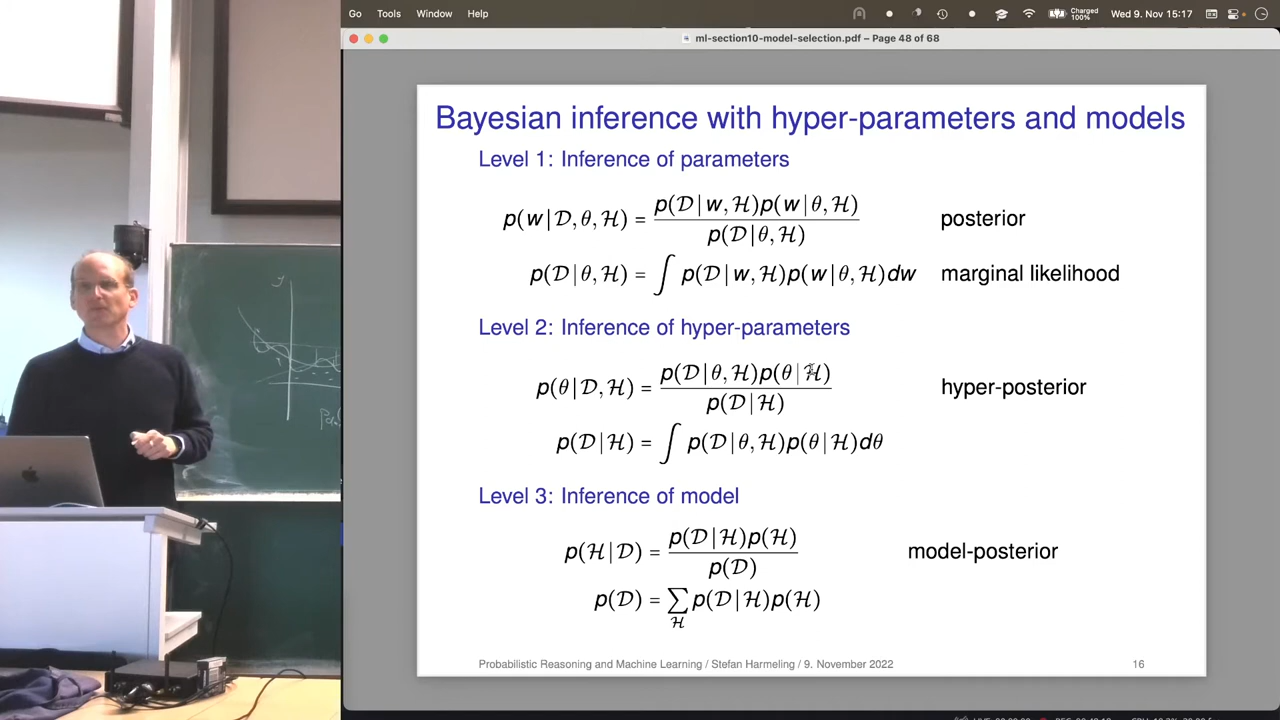 Go Tools Window Help Charged 100% Wed 9. Nov 15:17
ml-section10-model-selection.pdf – Page 48 of 68
Bayesian inference with hyper-parameters and models
Level 1: Inference of parameters
p(w|D,θ,H) = p(D|w,H)p(w|θ,H) / p(D|θ,H) posterior
p(D|θ,H) = ∫ p(D|w,H)p(w|θ,H)dw marginal likelihood
Level 2: Inference of hyper-parameters
p(θ|D,H) = p(D|θ,H)p(θ|H) / p(D|H) hyper-posterior
p(D|H) = ∫ p(D|θ,H)p(θ|H)dθ
Level 3: Inference of model
p(H|D) = p(D|H)p(H) / p(D) model-posterior
p(D) = ∑_H p(D|H)p(H)
Probabilistic Reasoning and Machine Learning / Stefan Harmeling / 9. November 2022 16